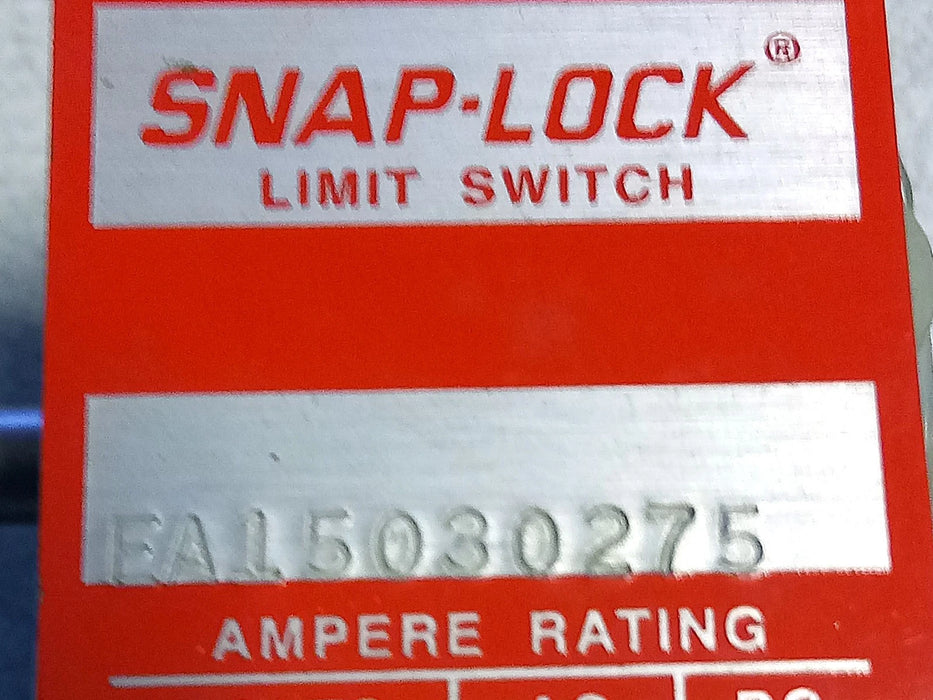 SNAP-LOCK®
LIMIT SWITCH
EA15030275
AMPERE RATING